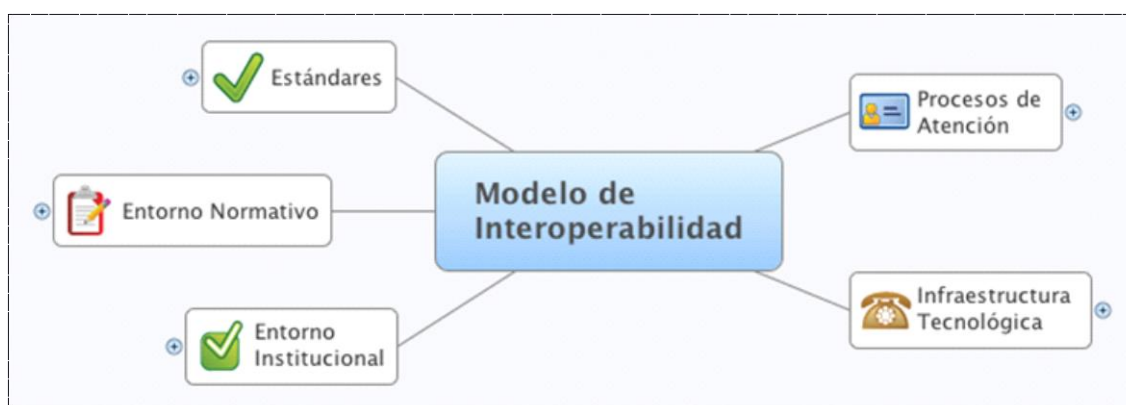 Estándares
Procesos de
Atención
Modelo de
Interoperabilidad
Entorno Normativo
Infraestructura
Tecnológica
Entorno
Institucional